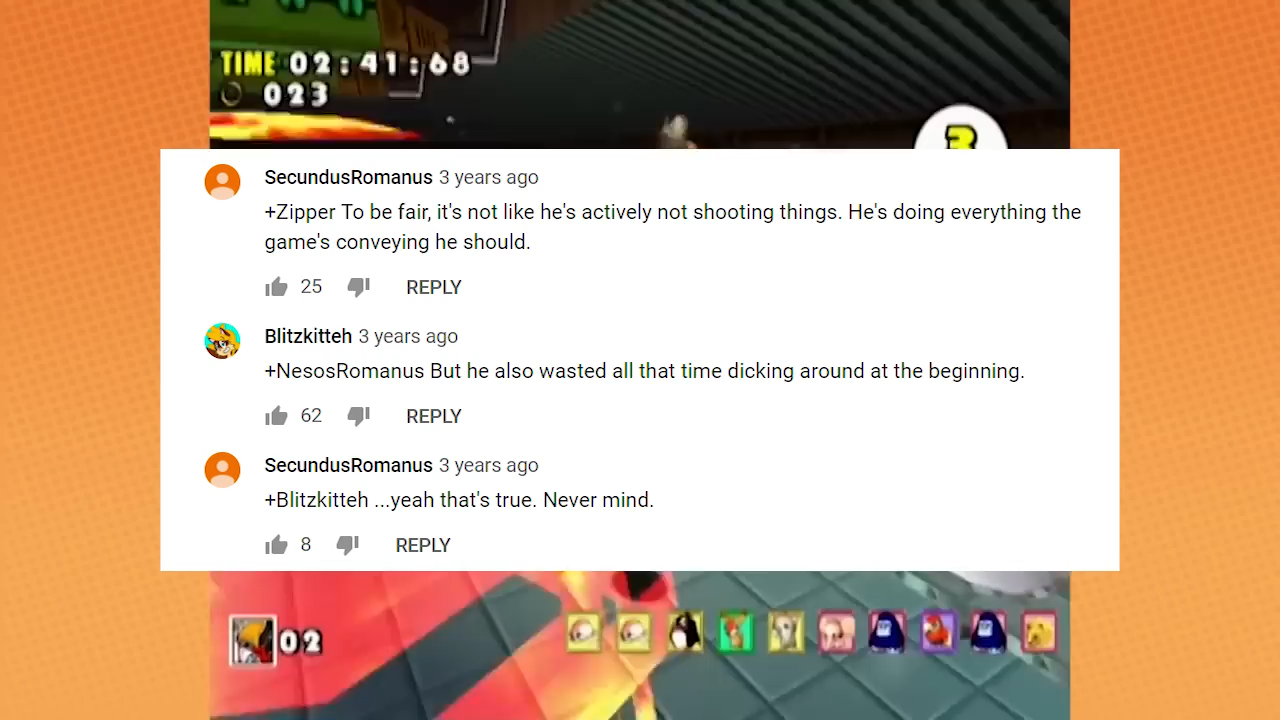 TIME 02:41:68
023
3
SecundusRomanus 3 years ago
+Zipper To be fair, it's not like he's actively not shooting things. He's doing everything the
game's conveying he should.
25 REPLY
Blitzkitteh 3 years ago
+NesosRomanus But he also wasted all that time dicking around at the beginning.
62 REPLY
SecundusRomanus 3 years ago
+Blitzkitteh ...yeah that's true. Never mind.
8 REPLY
02